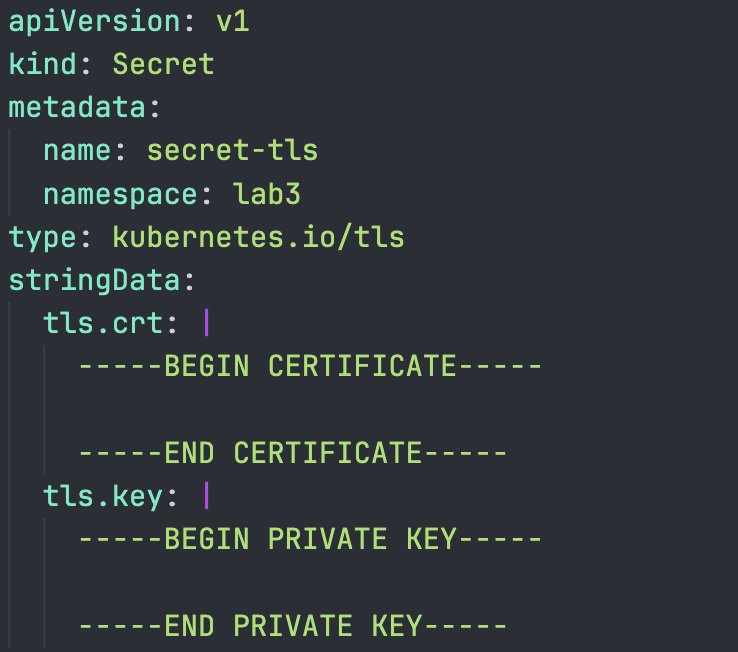 apiVersion: v1
kind: Secret
metadata:
  name: secret-tls
  namespace: lab3
type: kubernetes.io/tls
stringData:
  tls.crt: |
    -----BEGIN CERTIFICATE-----

    -----END CERTIFICATE-----
  tls.key: |
    -----BEGIN PRIVATE KEY-----

    -----END PRIVATE KEY-----